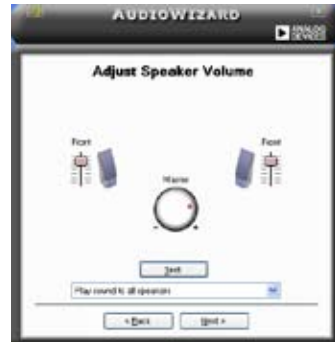 AUDIOWIZARD
ANALOG
DEVICES
Adjust Speaker Volume
Front
Front
Master
- +
Test
Play sound to all speakers
< Back
Next >